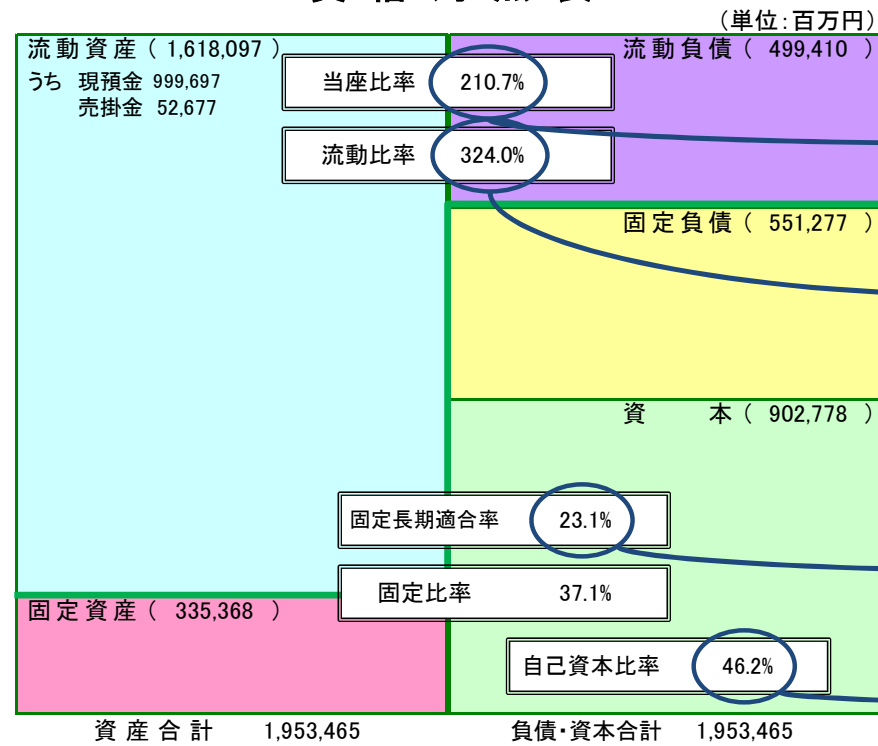 （単位：百万円）
流動資産（ 1,618,097 ）
うち 現預金 999,697
売掛金 52,677
流動負債（ 499,410 ）
当座比率 210.7%
流動比率 324.0%
固定負債（ 551,277 ）
資 本（ 902,778 ）
固定長期適合率 23.1%
固定比率 37.1%
固定資産（ 335,368 ）
自己資本比率 46.2%
資産合計 1,953,465
負債・資本合計 1,953,465